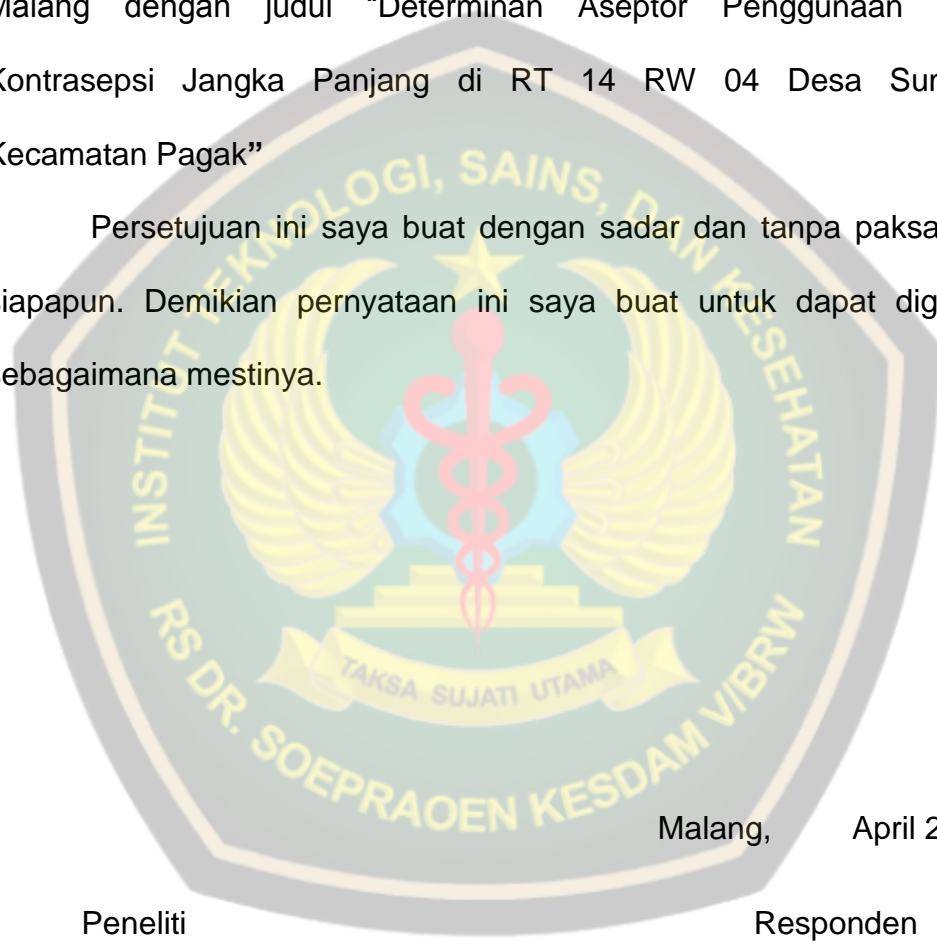 Malang dengan judul “Determinan Aseptor Penggunaan
Kontrasepsi Jangka Panjang di RT 14 RW 04 Desa Sur
Kecamatan Pagak”
Persetujuan ini saya buat dengan sadar dan tanpa paksa
siapapun. Demikian pernyataan ini saya buat untuk dapat dig
sebagaimana mestinya.
INSTITUT TEKNOLOGI, SAINS, DAN KESEHATAN
TAKSA SUJATI UTAMA
RS DR. SOEPRAOEN KESDAM V/BRW
Malang, April 2
Peneliti Responden